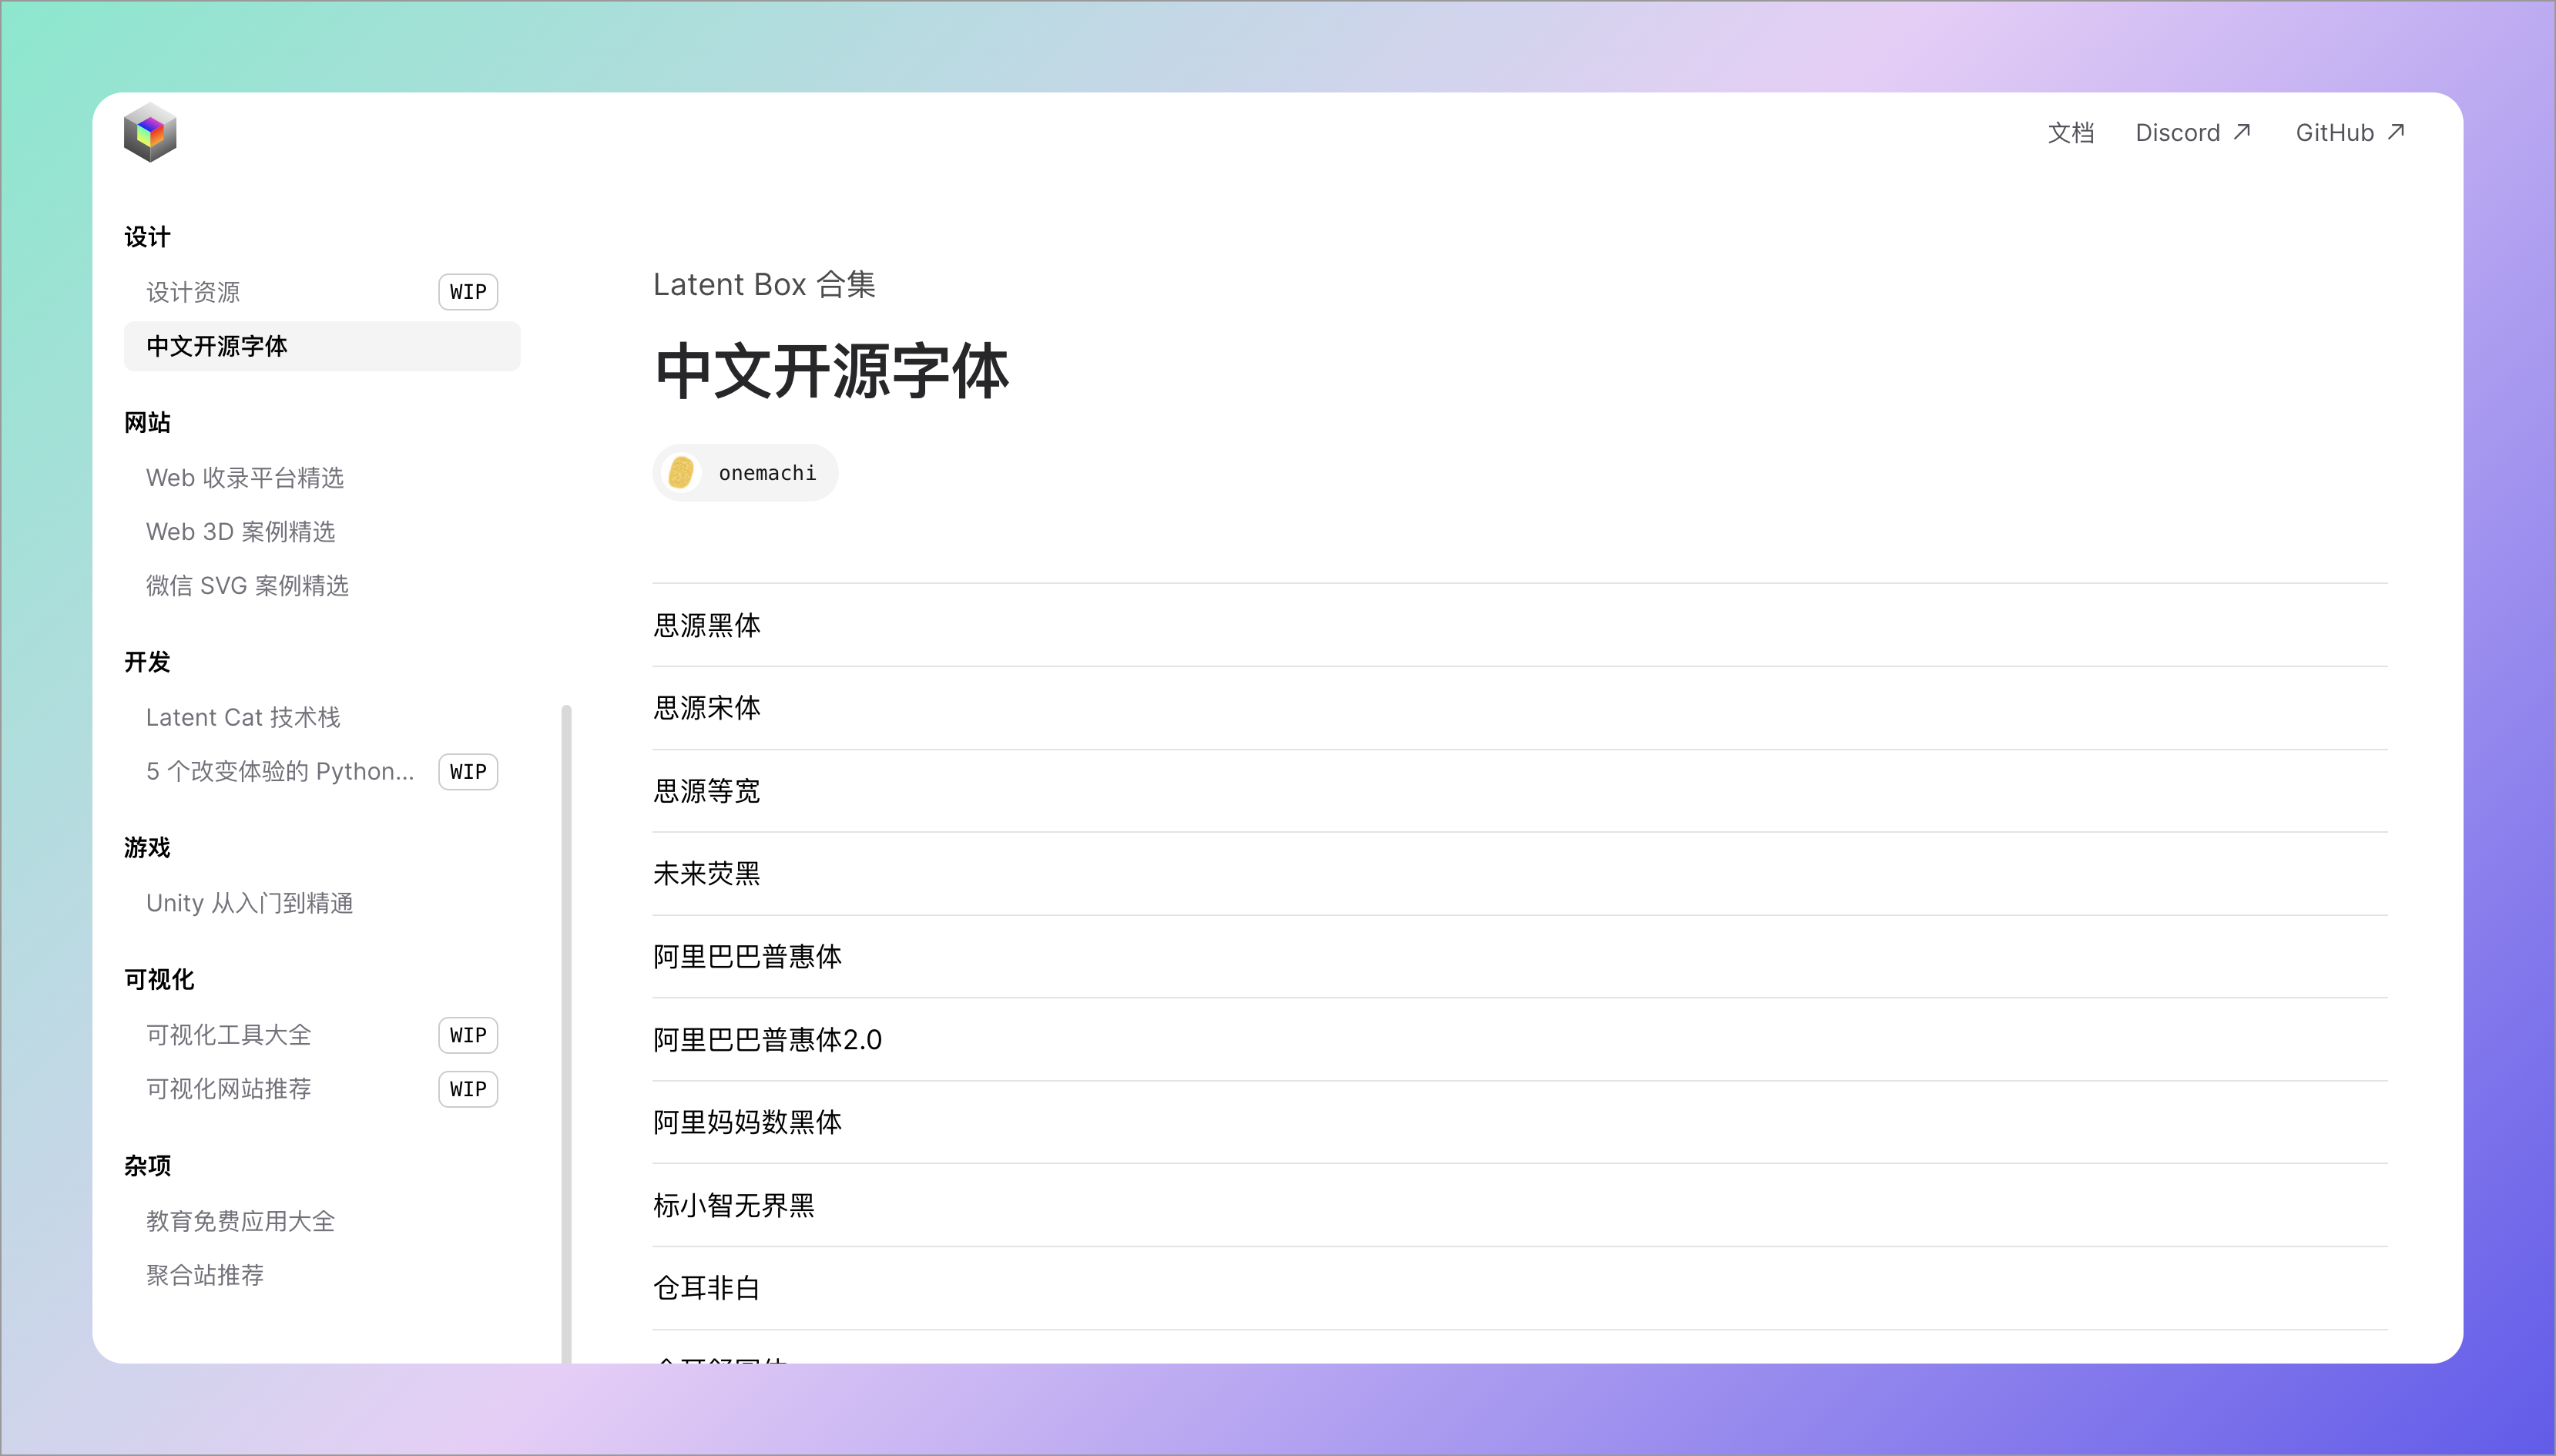 文档 Discord ↗ GitHub ↗
设计
设计资源 WIP
中文开源字体
网站
Web 收录平台精选
Web 3D 案例精选
微信 SVG 案例精选
开发
Latent Cat 技术栈
5 个改变体验的 Python... WIP
游戏
Unity 从入门到精通
可视化
可视化工具大全 WIP
可视化网站推荐 WIP
杂项
教育免费应用大全
聚合站推荐
Latent Box 合集
中文开源字体
onemachi
思源黑体
思源宋体
思源等宽
未来荧黑
阿里巴巴普惠体
阿里巴巴普惠体2.0
阿里妈妈数黑体
标小智无界黑
仓耳非白